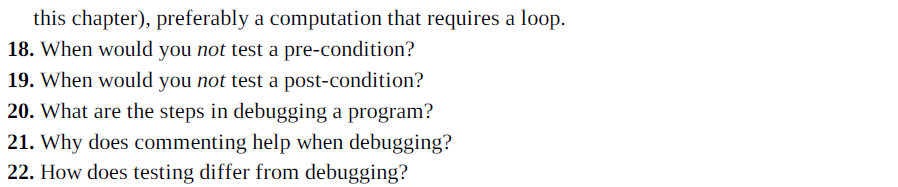 this chapter), preferably a computation that requires a loop.
18. When would you not test a pre-condition?
19. When would you not test a post-condition?
20. What are the steps in debugging a program?
21. Why does commenting help when debugging?
22. How does testing differ from debugging?